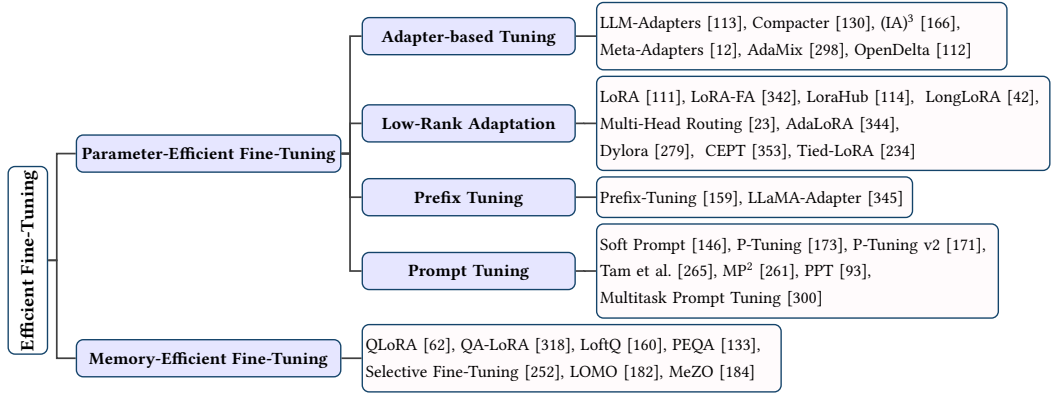 Efficient Fine-Tuning
Parameter-Efficient Fine-Tuning
Adapter-based Tuning
LLM-Adapters [113], Compacter [130], (IA)³ [166],
Meta-Adapters [12], AdaMix [298], OpenDelta [112]
Low-Rank Adaptation
LoRA [111], LoRA-FA [342], LoraHub [114], LongLoRA [42],
Multi-Head Routing [23], AdaLoRA [344],
Dylora [279], CEPT [353], Tied-LoRA [234]
Prefix Tuning
Prefix-Tuning [159], LLaMA-Adapter [345]
Prompt Tuning
Soft Prompt [146], P-Tuning [173], P-Tuning v2 [171],
Tam et al. [265], MP² [261], PPT [93],
Multitask Prompt Tuning [300]
Memory-Efficient Fine-Tuning
QLoRA [62], QA-LoRA [318], LoftQ [160], PEQA [133],
Selective Fine-Tuning [252], LOMO [182], MeZO [184]